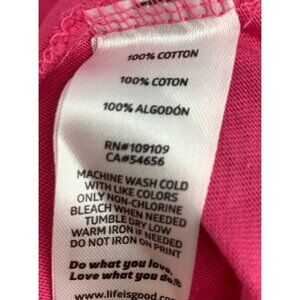 100% COTTON
100% COTON
100% ALGODÓN
RN#109109
CA#54656
MACHINE WASH COLD
WITH LIKE COLORS
ONLY NON-CHLORINE
BLEACH WHEN NEEDED
TUMBLE DRY LOW
WARM IRON IF NEEDED
DO NOT IRON ON PRINT
Do what you love.
Love what you do.®
www.lifeisgood.com